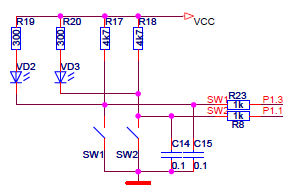 R19 R20 R17 R18
VCC
300 300 4k7 4k7
VD2 VD3
SW1 R23 P1.3
1k
SW2 1k P1.1
R8
SW1 SW2 C14 C15
0.1 0.1